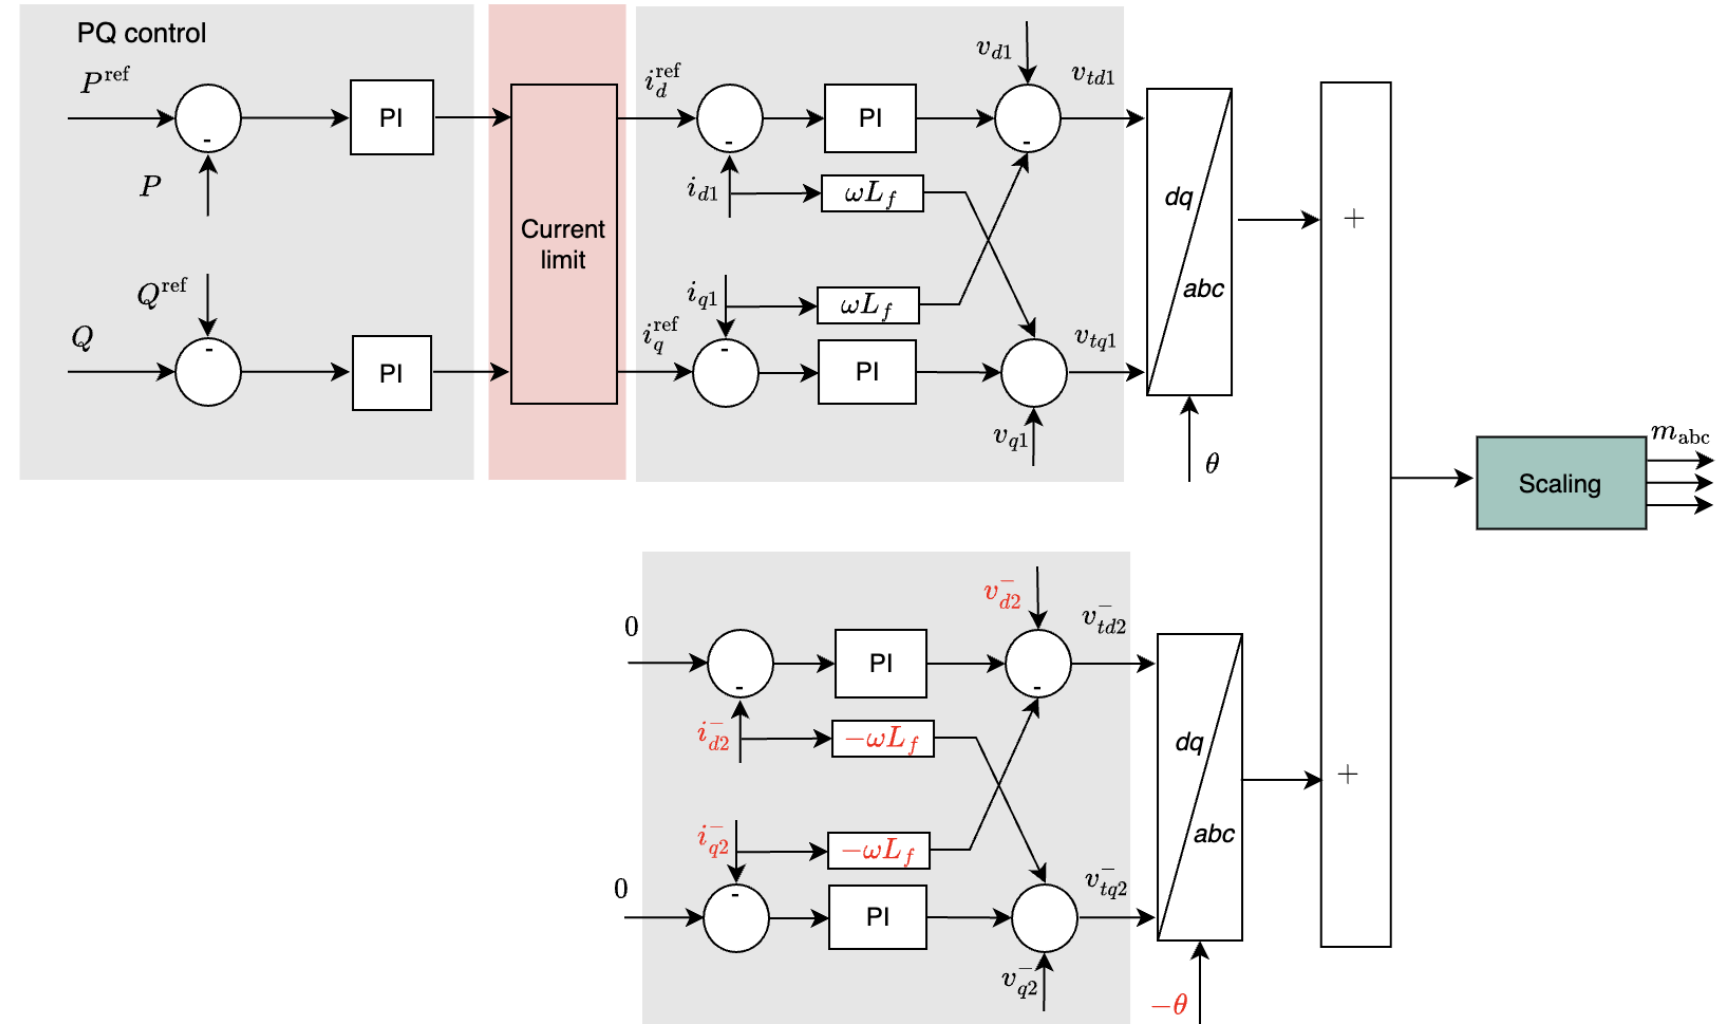 PQ control
P^ref
-
P
PI
Q^ref
Q
-
PI
Current
limit
i_d^ref
-
i_d1
PI
ωL_f
v_d1
-
v_td1
i_q1
ωL_f
i_q^ref
-
PI
v_q1
v_tq1
dq
abc
θ
+
+
Scaling
m_abc
0
-
i_d2^-
PI
-ωL_f
v_d2^-
-
v_td2^-
i_q2^-
-ωL_f
0
-
PI
v_q2^-
v_tq2^-
dq
abc
-θ